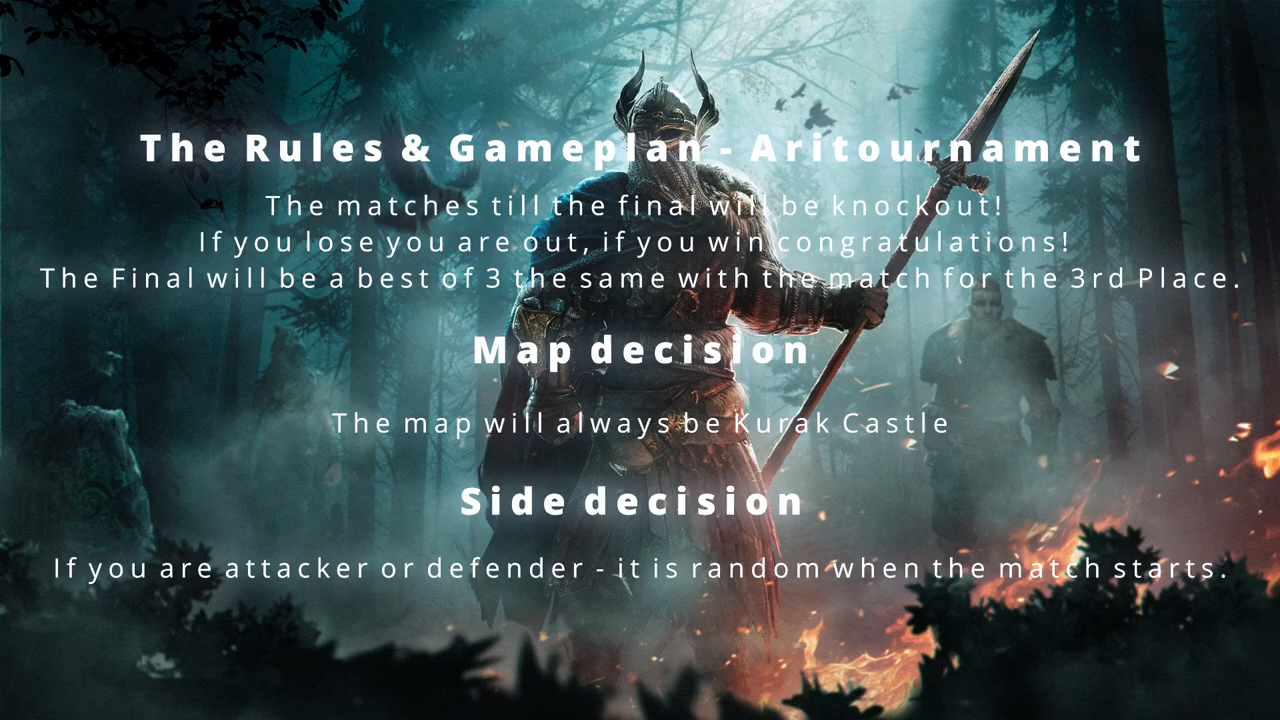 The Rules & Gameplan - Aritournament
The matches till the final will be knockout!
If you lose you are out, if you win congratulations!
The Final will be a best of 3 the same with the match for the 3rd Place.
Map decision
The map will always be Kurak Castle
Side decision
If you are attacker or defender - it is random when the match starts.